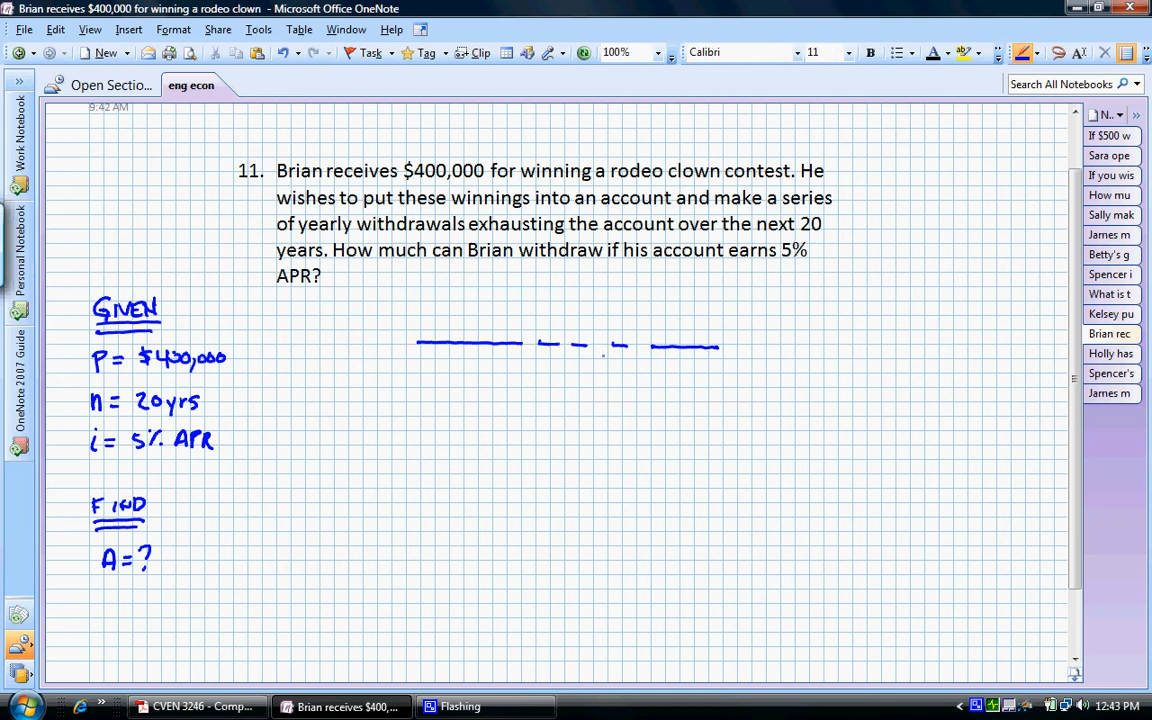 Brian receives $400,000 for winning a rodeo clown - Microsoft Office OneNote
File Edit View Insert Format Share Tools Table Window Help
New Task Tag Clip 100% Calibri 11 B
Open Sectio... eng econ Search All Notebooks
9:42 AM
11. Brian receives $400,000 for winning a rodeo clown contest. He
wishes to put these winnings into an account and make a series
of yearly withdrawals exhausting the account over the next 20
years. How much can Brian withdraw if his account earns 5%
APR?
GIVEN
P = $400,000
n = 20 yrs
i = 5% APR
FIND
A = ?
Work Notebook
Personal Notebook
OneNote 2007 Guide
N..
If $500 w
Sara ope
If you wis
How mu
Sally mak
James m
Betty's g
Spencer i
What is t
Kelsey pu
Brian rec
Holly has
Spencer's
James m
CVEN 3246 - Comp... Brian receives $400,... Flashing 12:43 PM